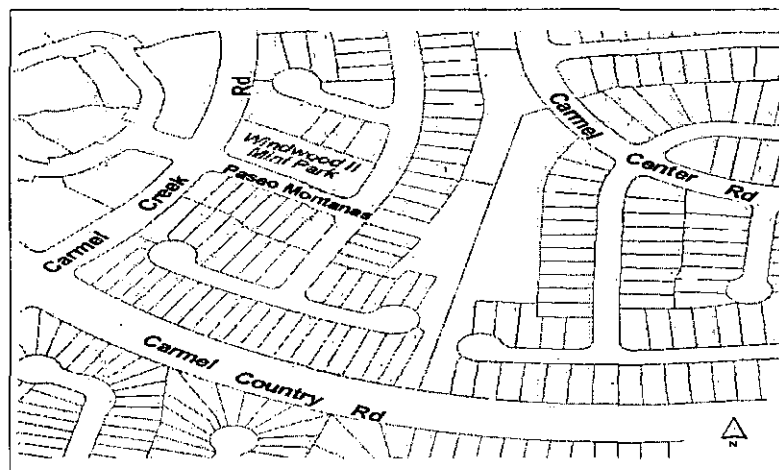 Rd
Windwood II
Mini Park
Paseo Montanas
Carmel Creek
Carmel Center Rd
Carmel Country Rd
N